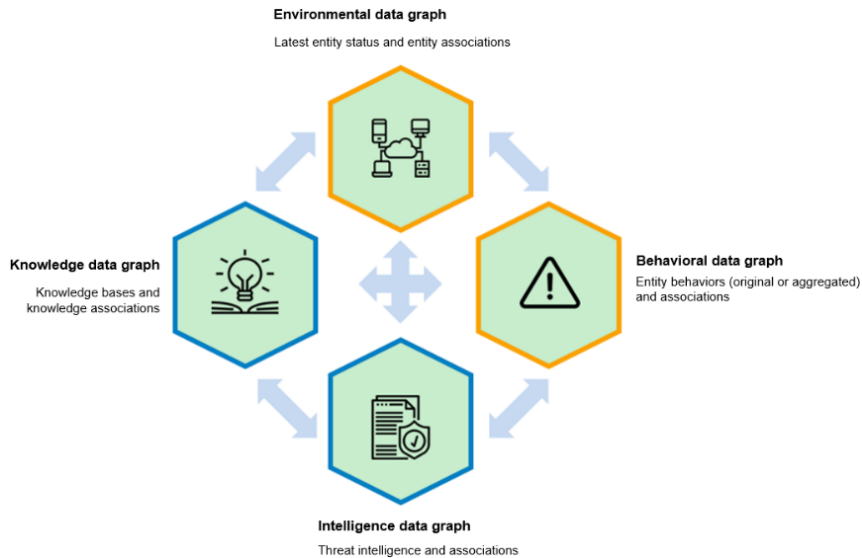 Environmental data graph
Latest entity status and entity associations
Knowledge data graph
Knowledge bases and
knowledge associations
Behavioral data graph
Entity behaviors (original or aggregated)
and associations
Intelligence data graph
Threat intelligence and associations